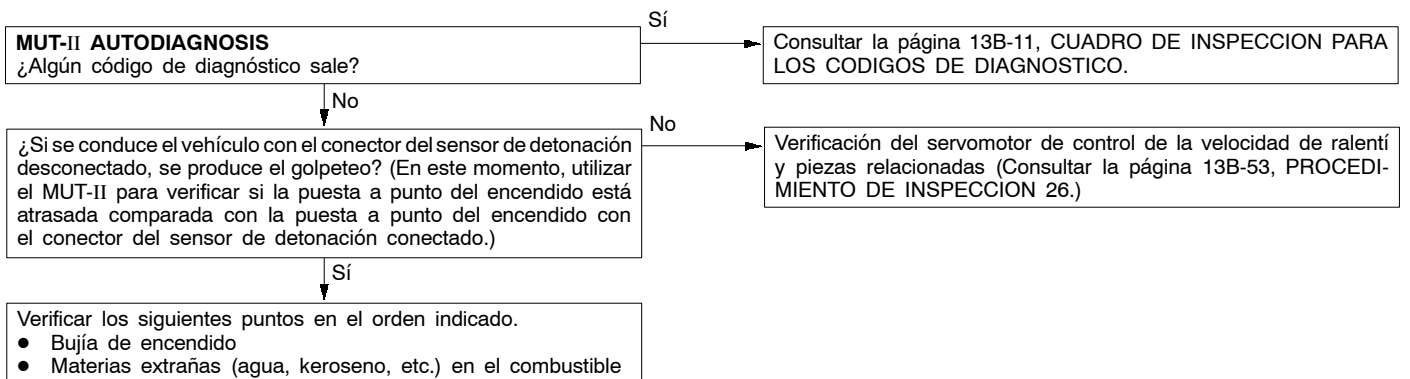 Sí
MUT-II AUTODIAGNOSIS
¿Algún código de diagnóstico sale?
Consultar la página 13B-11, CUADRO DE INSPECCION PARA
LOS CODIGOS DE DIAGNOSTICO.
No
¿Si se conduce el vehículo con el conector del sensor de detonación
desconectado, se produce el golpeteo? (En este momento, utilizar
el MUT-II para verificar si la puesta a punto del encendido está
atrasada comparada con la puesta a punto del encendido con
el conector del sensor de detonación conectado.)
No
Verificación del servomotor de control de la velocidad de ralentí
y piezas relacionadas (Consultar la página 13B-53, PROCEDI-
MIENTO DE INSPECCION 26.)
Sí
Verificar los siguientes puntos en el orden indicado.
● Bujía de encendido
● Materias extrañas (agua, keroseno, etc.) en el combustible